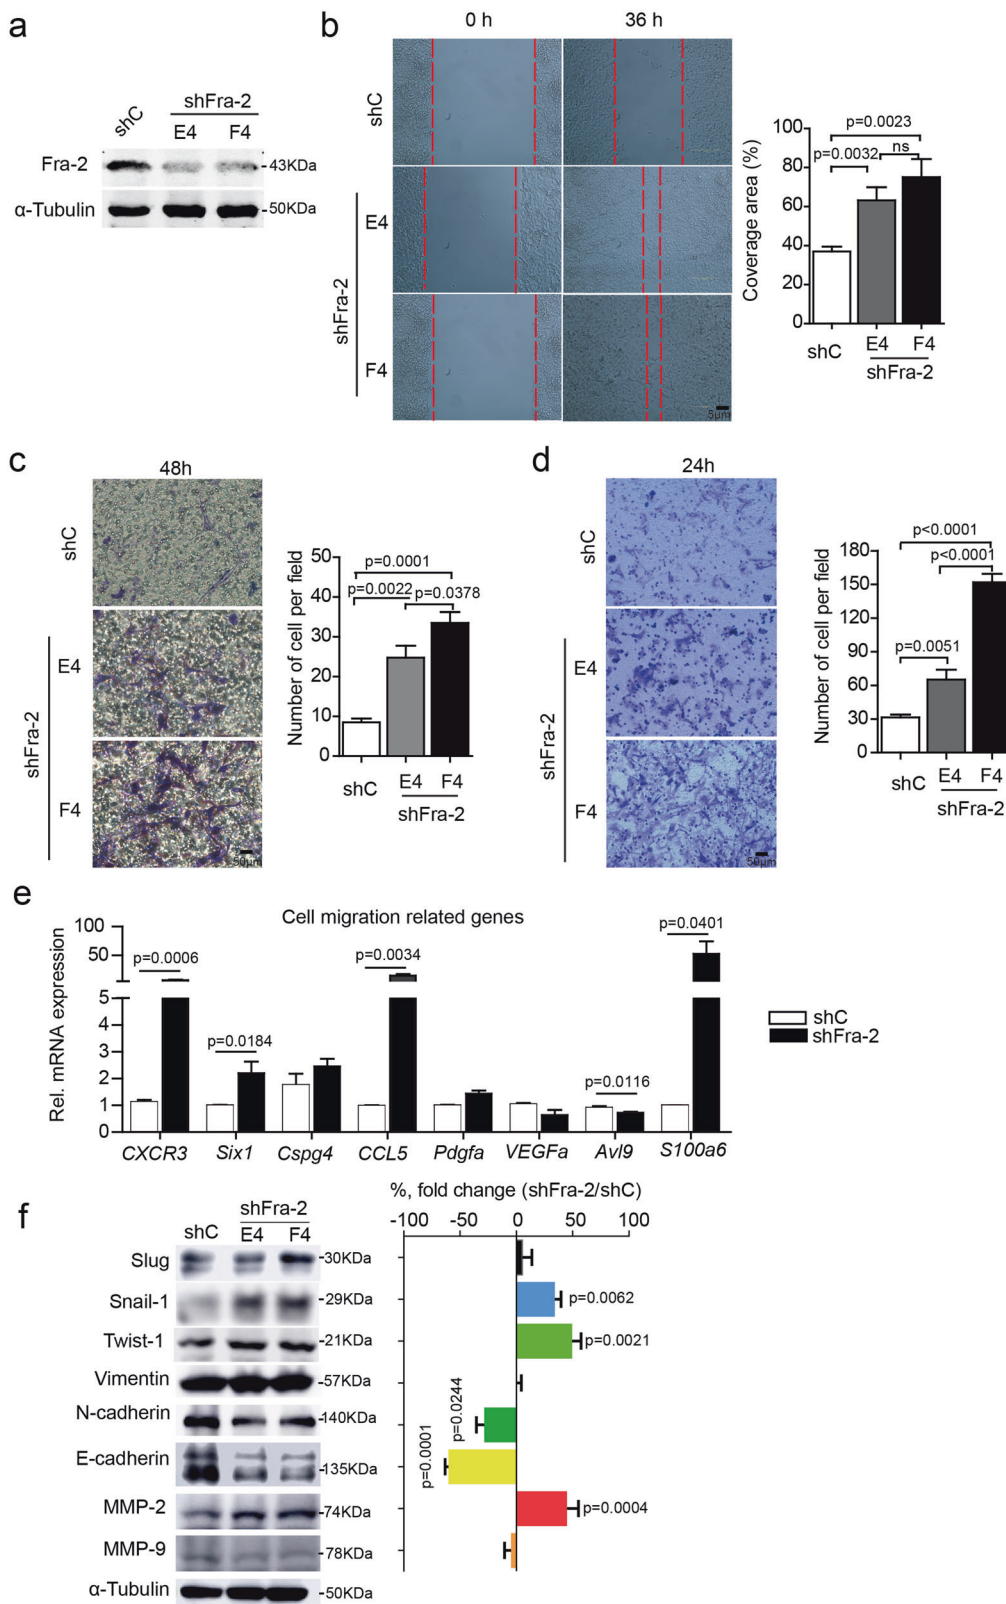 a
shFra-2
shC
E4
F4
Fra-2
-43KDa
α-Tubulin
-50KDa
b
0 h
36 h
shC
E4
shFra-2
F4
5μm
Coverage area (%)
100
80
60
40
20
0
p=0.0023
p=0.0032
ns
shC
E4
F4
shFra-2
c
48h
shC
E4
shFra-2
F4
50μm
Number of cell per field
50
40
30
20
10
0
p=0.0001
p=0.0022
p=0.0378
shC
E4
F4
shFra-2
d
24h
shC
E4
shFra-2
F4
50μm
Number of cell per field
180
150
120
90
60
30
0
p<0.0001
p<0.0001
p=0.0051
shC
E4
F4
shFra-2
e
Cell migration related genes
Rel. mRNA expression
100
50
5
4
3
2
1
0
p=0.0006
p=0.0184
p=0.0034
p=0.0116
p=0.0401
shC
shFra-2
CXCR3 Six1 Cspg4 CCL5 Pdgfa VEGFa Avl9 S100a6
f
shFra-2
shC
E4
F4
Slug -30KDa
Snail-1 -29KDa
Twist-1 -21KDa
Vimentin -57KDa
N-cadherin -140KDa
E-cadherin -135KDa
MMP-2 -74KDa
MMP-9 -78KDa
α-Tubulin -50KDa
%, fold change (shFra-2/shC)
-100 -50 0 50 100
p=0.0062
p=0.0021
p=0.0244
p=0.0001
p=0.0004